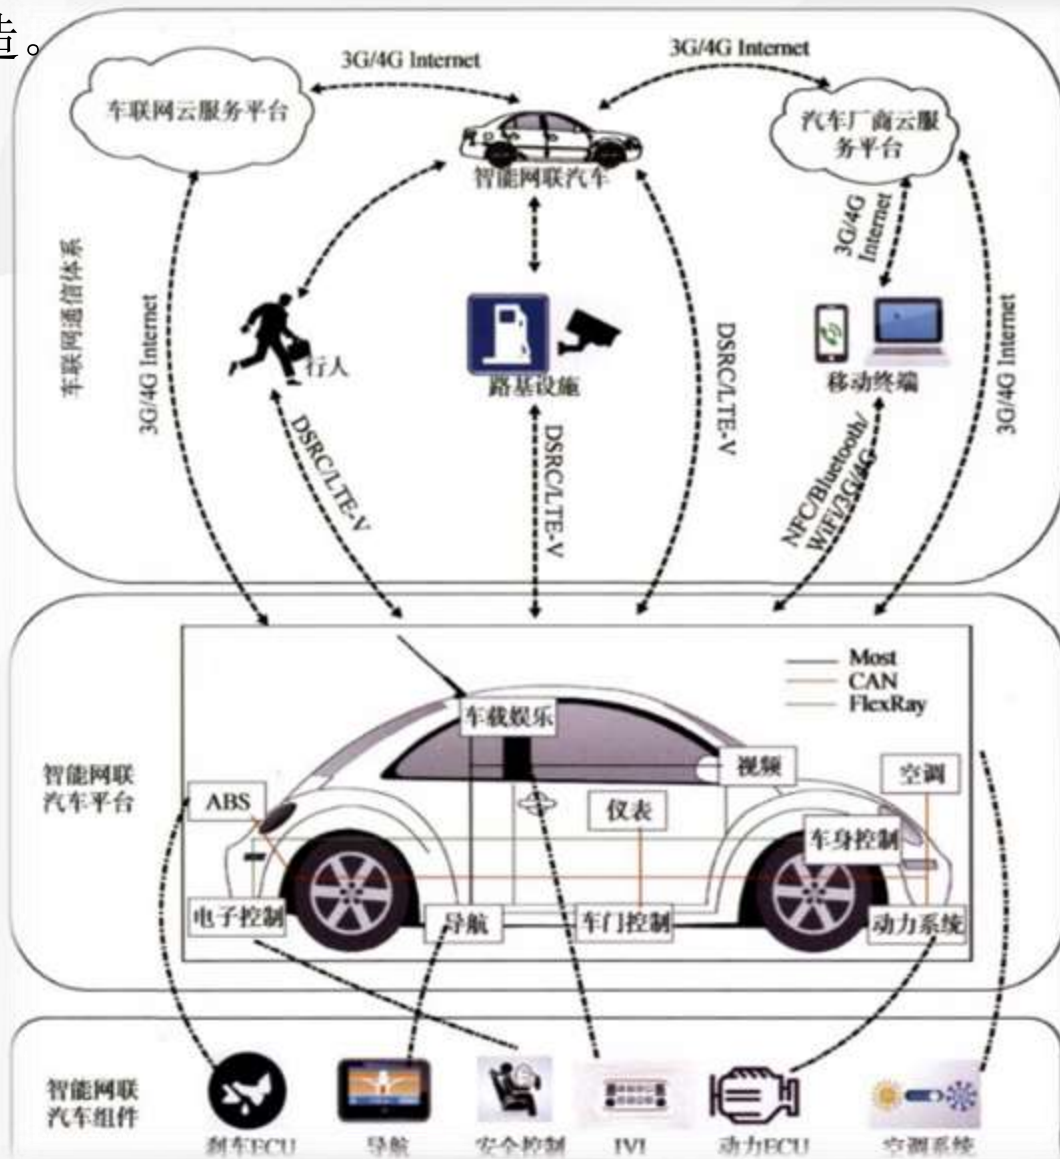 造。
3G/4G Internet
3G/4G Internet
车联网云服务平台
汽车厂商云服
务平台
智能网联汽车
3G/4G
Internet
车联网通信体系
3G/4G Internet
行人
路基设施
DSRC/LTE-V
移动终端
3G/4G Internet
DSRC/LTE-V
DSRC/LTE-V
NFC/Bluetooth/
WiFi/3G/4G
Most
CAN
FlexRay
车载娱乐
智能网联
汽车平台
视频
空调
ABS
仪表
车身控制
电子控制
导航
车门控制
动力系统
智能网联
汽车组件
刹车ECU
导航
安全控制
IVI
动力ECU
空调系统